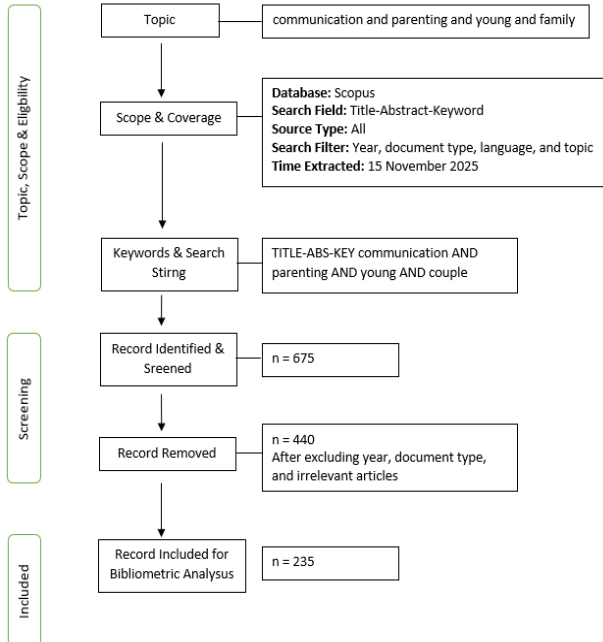 Topic, Scope & Eligbility
Topic
communication and parenting and young and family
Scope & Coverage
Database: Scopus
Search Field: Title-Abstract-Keyword
Source Type: All
Search Filter: Year, document type, language, and topic
Time Extracted: 15 November 2025
Keywords & Search
Stirng
TITLE-ABS-KEY communication AND
parenting AND young AND couple
Screening
Record Identified &
Sreened
n = 675
Record Removed
n = 440
After excluding year, document type,
and irrelevant articles
Included
Record Included for
Bibliometric Analusus
n = 235